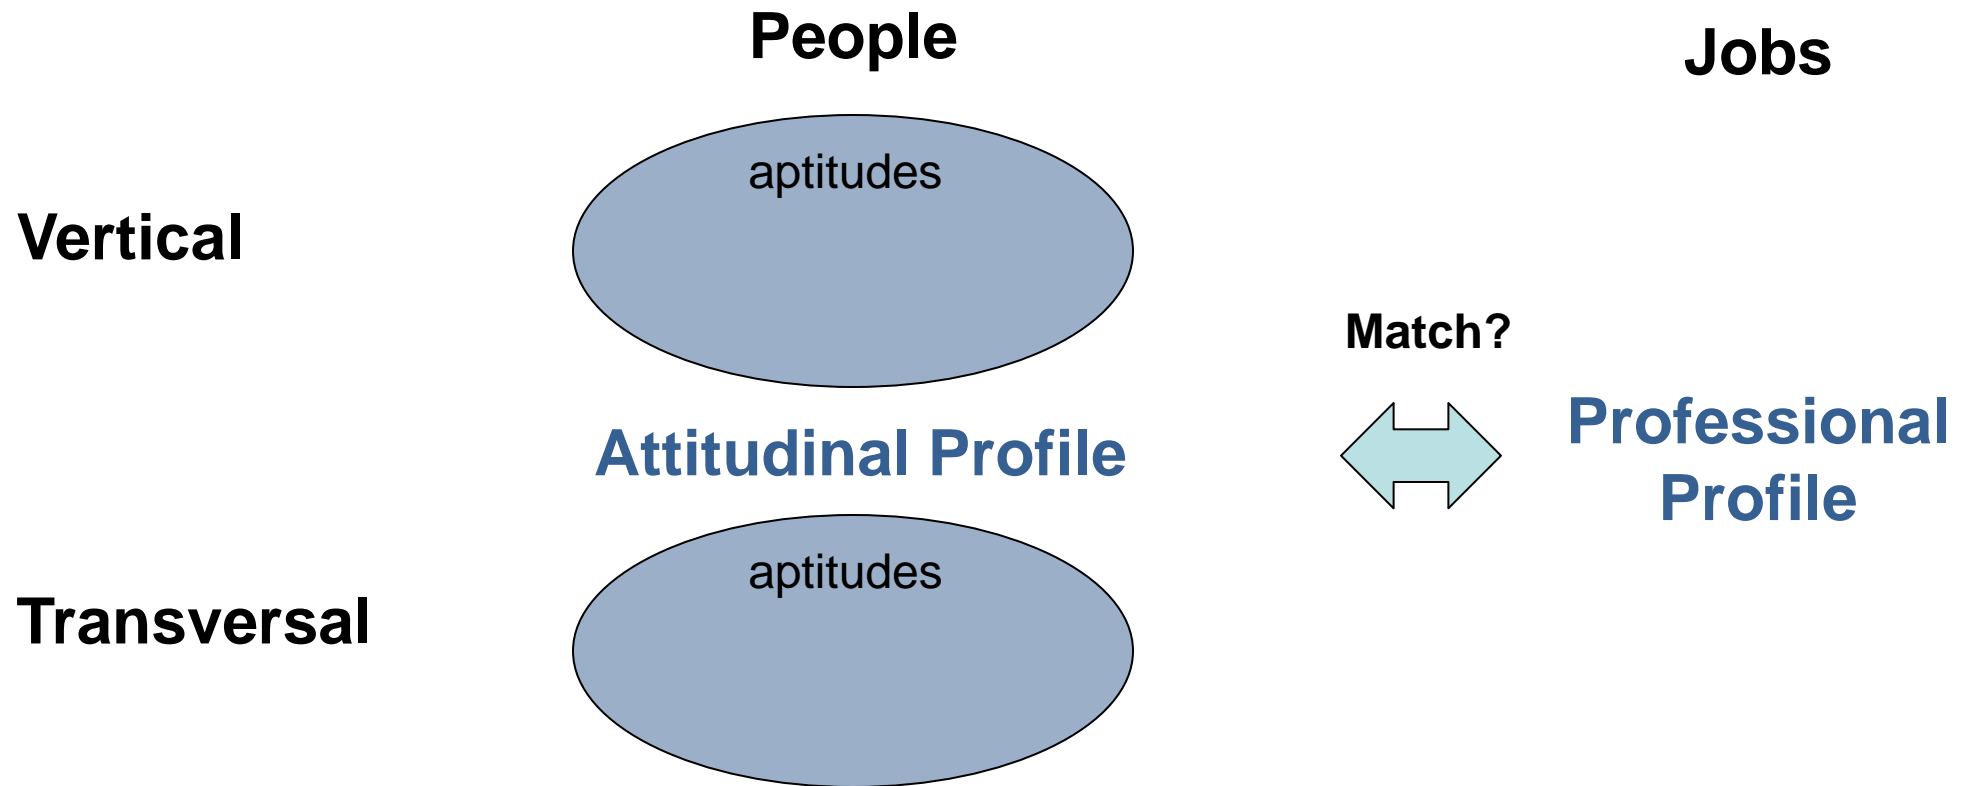 People
Jobs
aptitudes
Vertical
Match?
Attitudinal Profile
Professional
Profile
aptitudes
Transversal